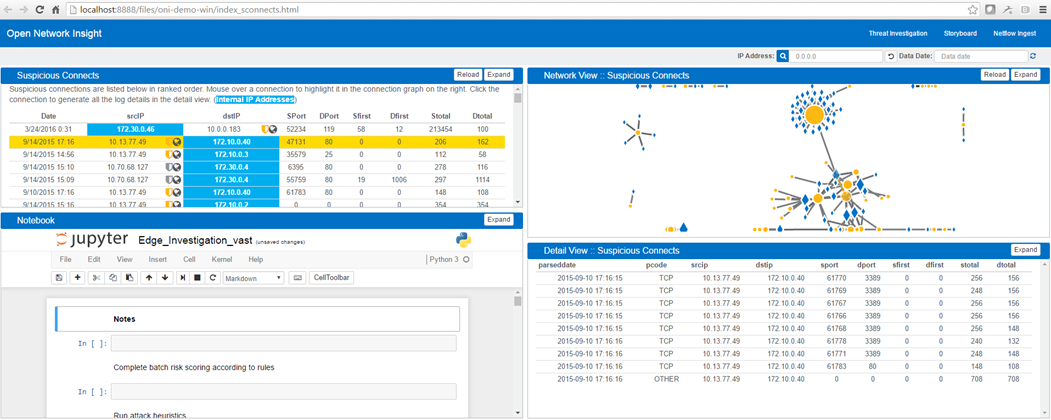 localhost:8888/files/oni-demo-win/index_sconnects.html
Open Network Insight
Threat Investigation Storyboard Netflow Ingest
IP Address: 0.0.0.0 Data Date: Data date
Suspicious Connects Reload Expand
Suspicious connections are listed below in ranked order. Mouse over a connection to highlight it in the connection graph on the right. Click the
connection to generate all the log details in the detail view. (Internal IP Addresses)
Date srcIP dstIP SPort DPort Sfirst Dfirst Stotal Dtotal
3/24/2016 0:31 172.30.0.46 10.0.0.183 52234 119 58 12 213454 100
9/14/2015 17:16 10.13.77.49 172.10.0.40 47131 80 0 0 206 162
9/14/2015 14:56 10.13.77.49 172.10.0.3 35579 25 0 0 112 58
9/14/2015 15:10 10.70.68.127 172.30.0.4 6395 80 0 0 278 116
9/14/2015 15:09 10.70.68.127 172.30.0.4 55759 80 19 1006 297 1114
9/10/2015 17:16 10.13.77.49 172.10.0.40 61783 80 0 0 148 108
9/14/2015 15:16 10.13.77.49 172.10.0.2 0 0 0 0 354 354
Notebook Expand
jupyter Edge_Investigation_vast (unsaved changes)
File Edit View Insert Cell Kernel Help Python 3
Markdown CellToolbar
Notes
In [ ]:
Complete batch risk scoring according to rules
In [ ]:
Run attack heuristics
Network View :: Suspicious Connects Reload Expand
Detail View :: Suspicious Connects Expand
parseddate pcode srcip dstip sport dport sfirst dfirst stotal dtotal
2015-09-10 17:16:15 TCP 10.13.77.49 172.10.0.40 61770 3389 0 0 256 156
2015-09-10 17:16:15 TCP 10.13.77.49 172.10.0.40 61769 3389 0 0 248 156
2015-09-10 17:16:15 TCP 10.13.77.49 172.10.0.40 61767 3389 0 0 256 156
2015-09-10 17:16:15 TCP 10.13.77.49 172.10.0.40 61766 3389 0 0 256 156
2015-09-10 17:16:15 TCP 10.13.77.49 172.10.0.40 61768 3389 0 0 256 148
2015-09-10 17:16:16 TCP 10.13.77.49 172.10.0.40 61778 3389 0 0 240 132
2015-09-10 17:16:15 TCP 10.13.77.49 172.10.0.40 61771 3389 0 0 248 148
2015-09-10 17:16:16 TCP 10.13.77.49 172.10.0.40 61783 80 0 0 148 108
2015-09-10 17:16:16 OTHER 10.13.77.49 172.10.0.40 0 0 0 0 708 708